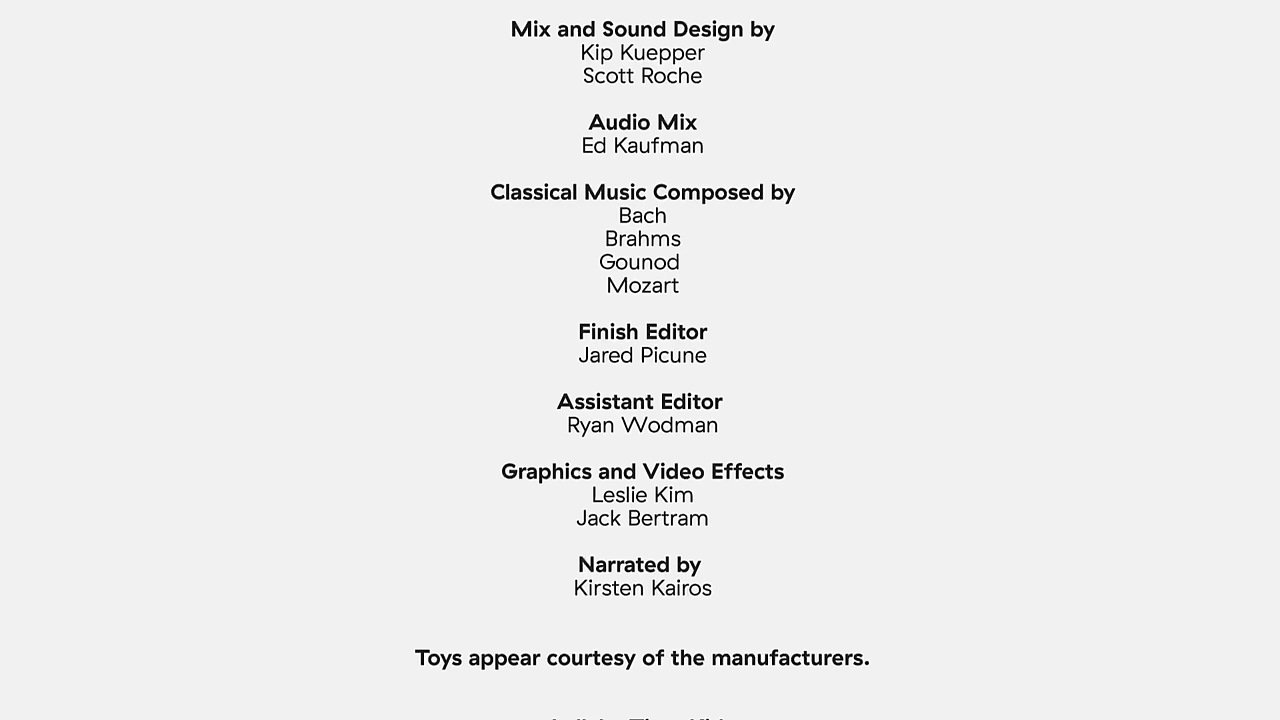 Mix and Sound Design by
Kip Kuepper
Scott Roche
Audio Mix
Ed Kaufman
Classical Music Composed by
Bach
Brahms
Gounod
Mozart
Finish Editor
Jared Picune
Assistant Editor
Ryan Wodman
Graphics and Video Effects
Leslie Kim
Jack Bertram
Narrated by
Kirsten Kairos
Toys appear courtesy of the manufacturers.